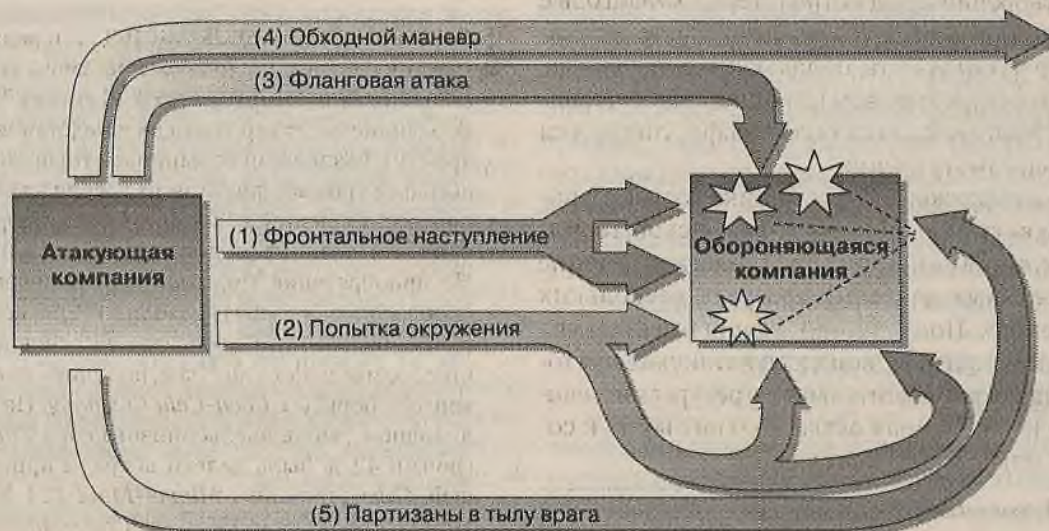 (4) Обходной маневр
(3) Фланговая атака
Атакующая
компания
(1) Фронтальное наступление
Обороняющаяся
компания
(2) Попытка окружения
(5) Партизаны в тылу врага